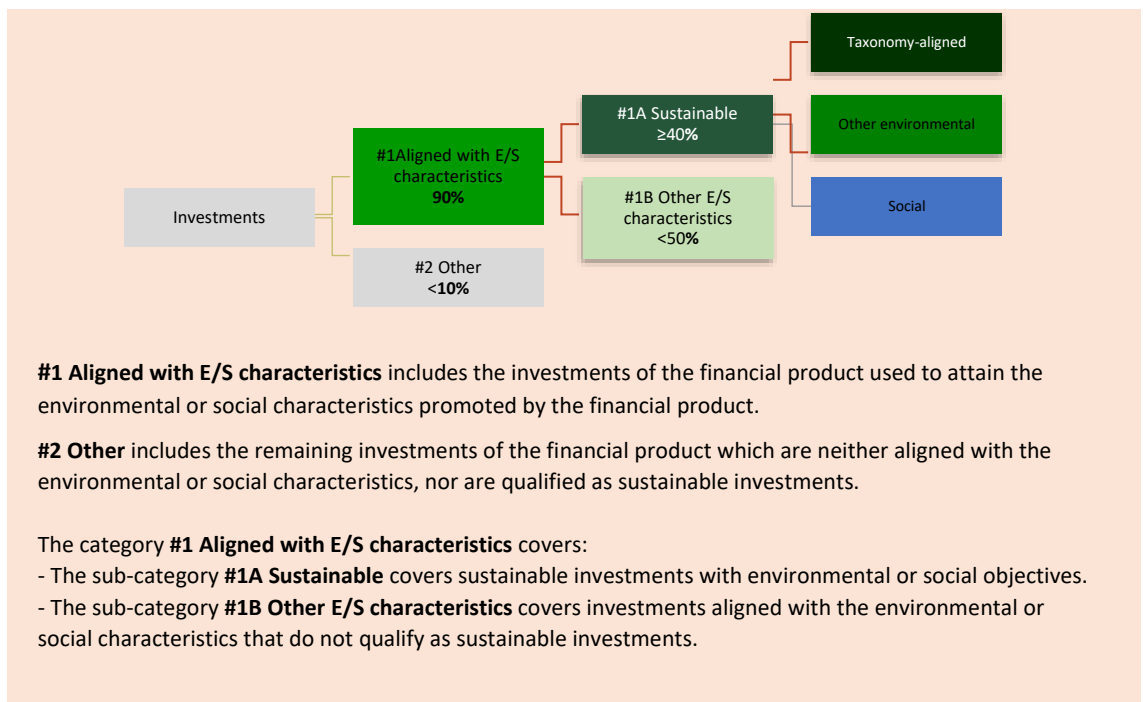 Taxonomy-aligned
#1A Sustainable
≥40%
Other environmental
#1Aligned with E/S
characteristics
90%
#1B Other E/S
characteristics
<50%
Social
Investments
#2 Other
<10%
#1 Aligned with E/S characteristics includes the investments of the financial product used to attain the
environmental or social characteristics promoted by the financial product.
#2 Other includes the remaining investments of the financial product which are neither aligned with the
environmental or social characteristics, nor are qualified as sustainable investments.
The category #1 Aligned with E/S characteristics covers:
- The sub-category #1A Sustainable covers sustainable investments with environmental or social objectives.
- The sub-category #1B Other E/S characteristics covers investments aligned with the environmental or
social characteristics that do not qualify as sustainable investments.